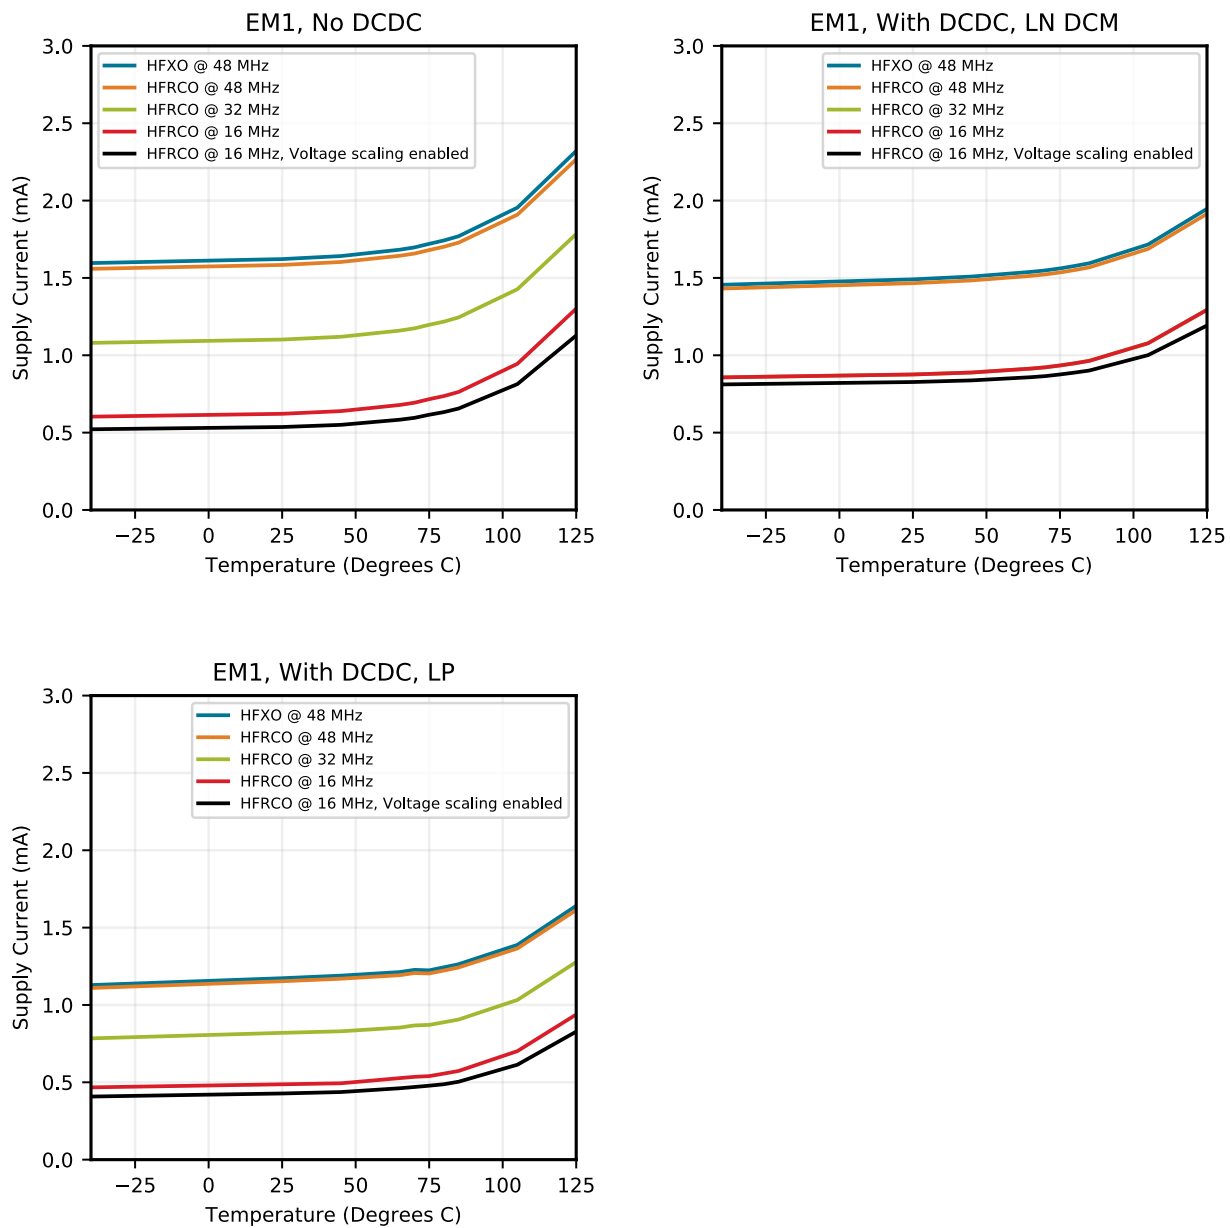 EM1, No DCDC
3.0
2.5
2.0
1.5
1.0
0.5
0.0
Supply Current (mA)
HFXO @ 48 MHz
HFRCO @ 48 MHz
HFRCO @ 32 MHz
HFRCO @ 16 MHz
HFRCO @ 16 MHz, Voltage scaling enabled
−25 0 25 50 75 100 125
Temperature (Degrees C)
EM1, With DCDC, LN DCM
3.0
2.5
2.0
1.5
1.0
0.5
0.0
Supply Current (mA)
HFXO @ 48 MHz
HFRCO @ 48 MHz
HFRCO @ 32 MHz
HFRCO @ 16 MHz
HFRCO @ 16 MHz, Voltage scaling enabled
−25 0 25 50 75 100 125
Temperature (Degrees C)
EM1, With DCDC, LP
3.0
2.5
2.0
1.5
1.0
0.5
0.0
Supply Current (mA)
HFXO @ 48 MHz
HFRCO @ 48 MHz
HFRCO @ 32 MHz
HFRCO @ 16 MHz
HFRCO @ 16 MHz, Voltage scaling enabled
−25 0 25 50 75 100 125
Temperature (Degrees C)